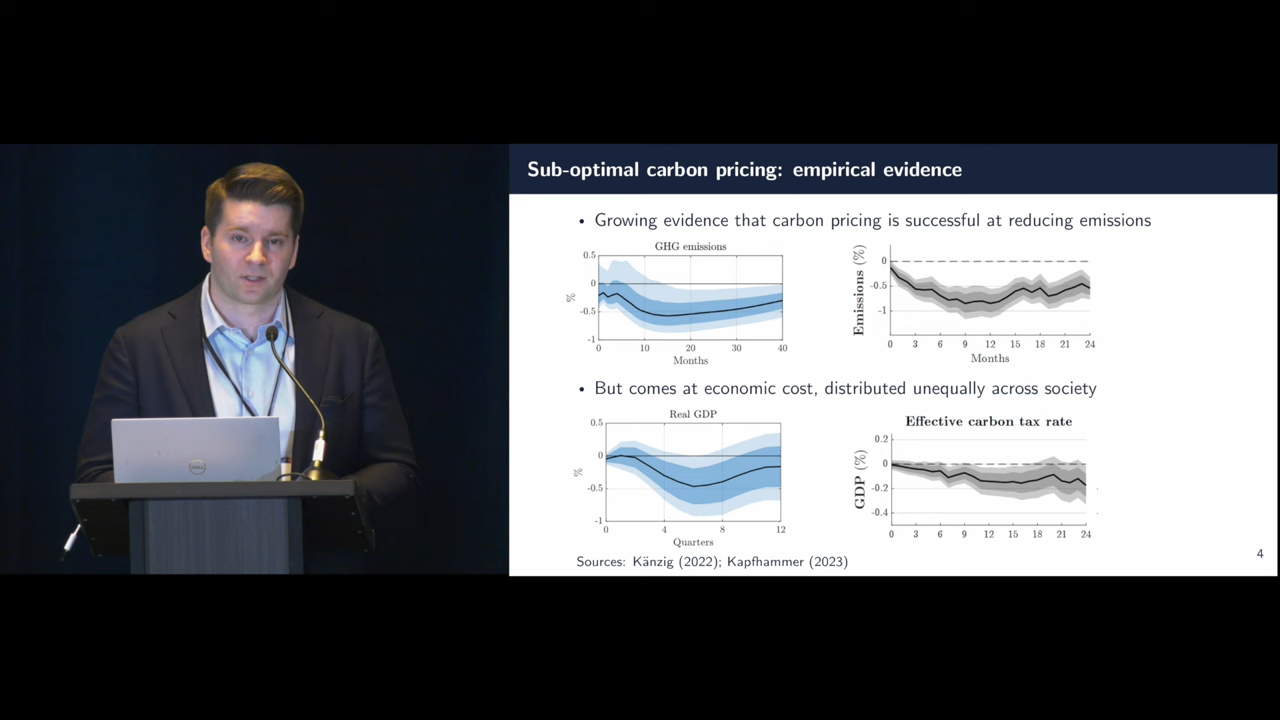 Sub-optimal carbon pricing: empirical evidence
• Growing evidence that carbon pricing is successful at reducing emissions
GHG emissions
0.5
0
-0.5
-1
%
0 10 20 30 40
Months
Emissions (%)
0
-0.5
-1
0 3 6 9 12 15 18 21 24
Months
• But comes at economic cost, distributed unequally across society
Real GDP
0.5
0
-0.5
-1
%
0 4 8 12
Quarters
Effective carbon tax rate
GDP (%)
0.2
0
-0.2
-0.4
0 3 6 9 12 15 18 21 24
Sources: Känzig (2022); Kapfhammer (2023)
4
DELL